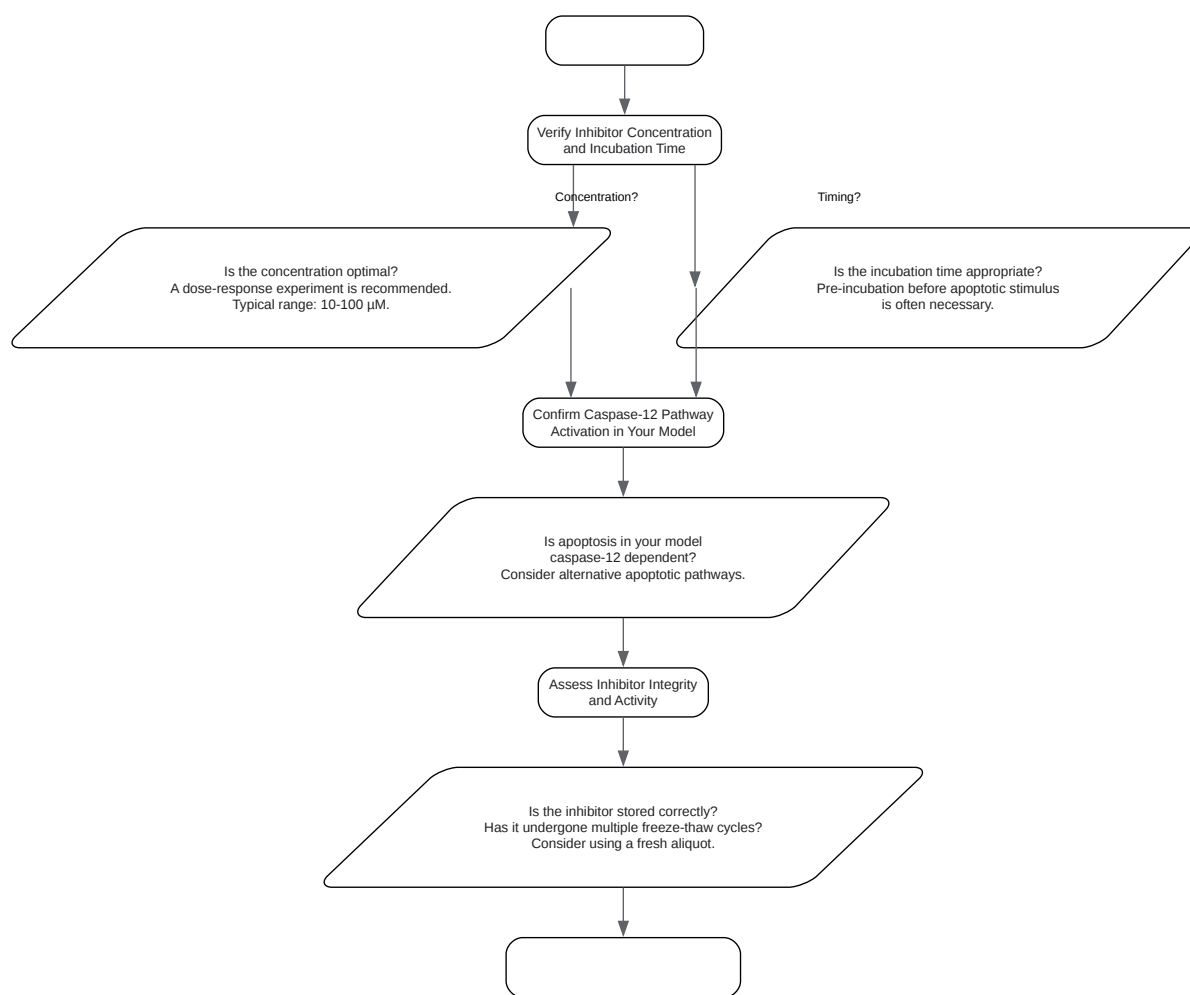 Verify Inhibitor Concentration
and Incubation Time
Concentration?
Timing?
Is the concentration optimal?
A dose-response experiment is recommended.
Typical range: 10-100 µM.
Is the incubation time appropriate?
Pre-incubation before apoptotic stimulus
is often necessary.
Confirm Caspase-12 Pathway
Activation in Your Model
Is apoptosis in your model
caspase-12 dependent?
Consider alternative apoptotic pathways.
Assess Inhibitor Integrity
and Activity
Is the inhibitor stored correctly?
Has it undergone multiple freeze-thaw cycles?
Consider using a fresh aliquot.